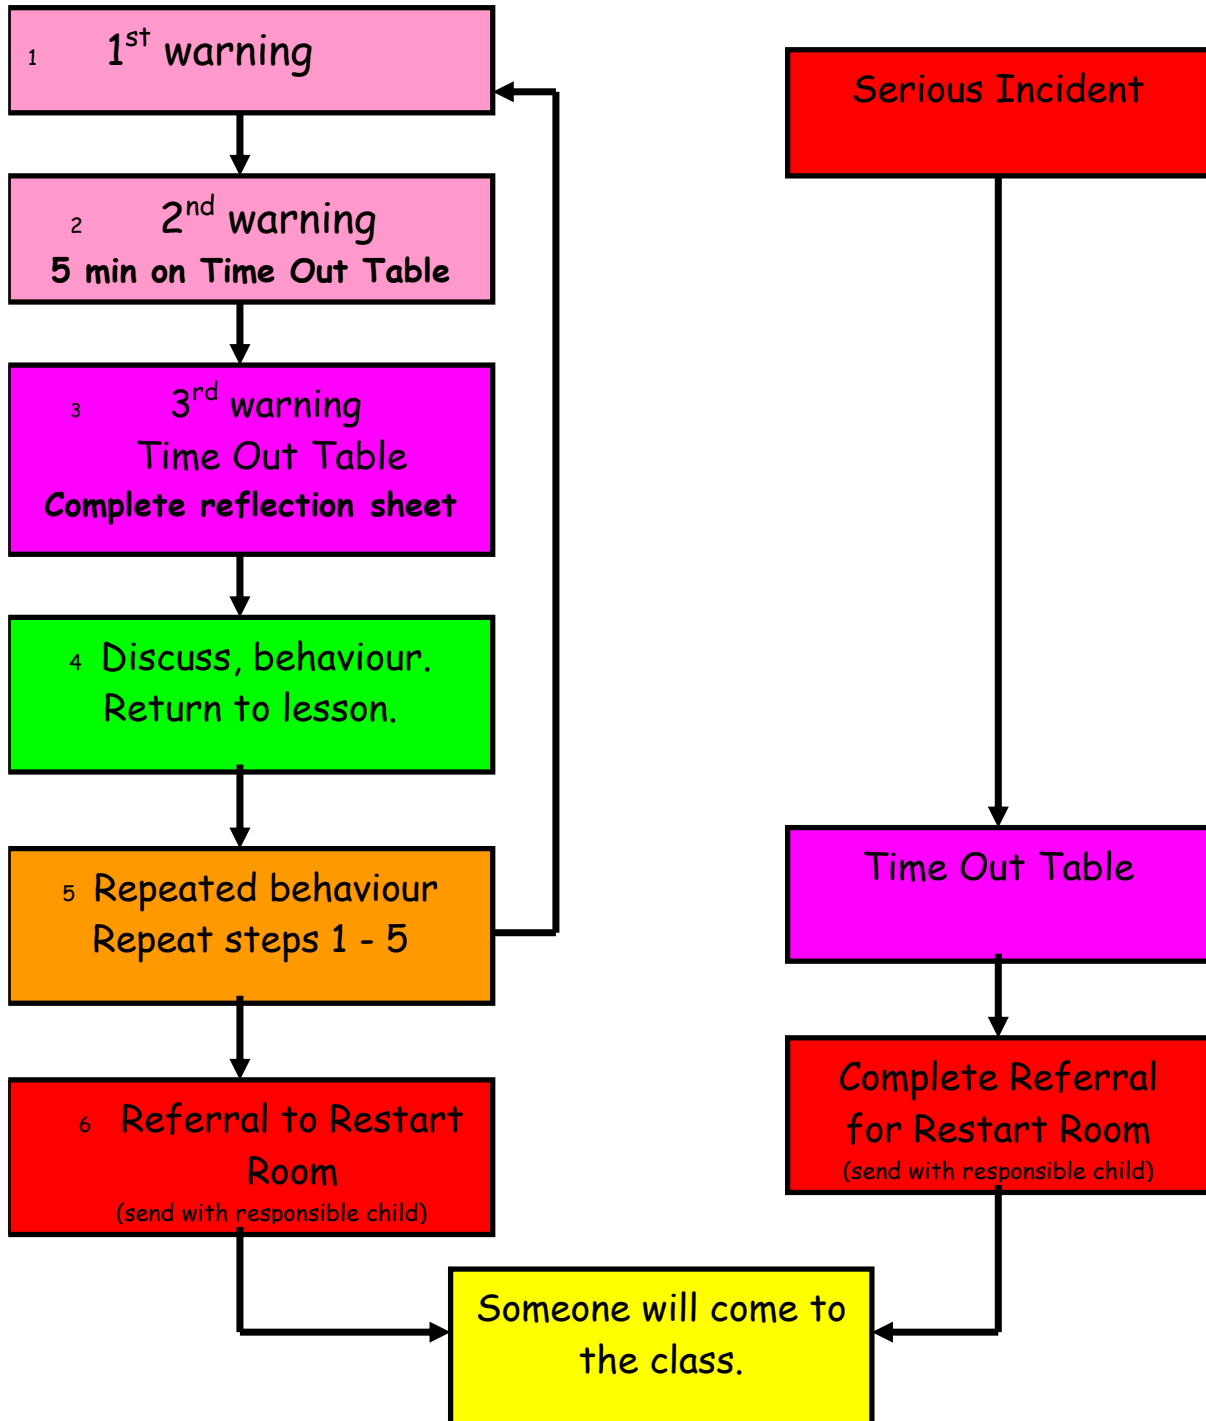 1 1st warning
2 2nd warning
5 min on Time Out Table
3 3rd warning
Time Out Table
Complete reflection sheet
4 Discuss, behaviour.
Return to lesson.
5 Repeated behaviour
Repeat steps 1 - 5
6 Referral to Restart
Room
(send with responsible child)
Serious Incident
Time Out Table
Complete Referral
for Restart Room
(send with responsible child)
Someone will come to
the class.